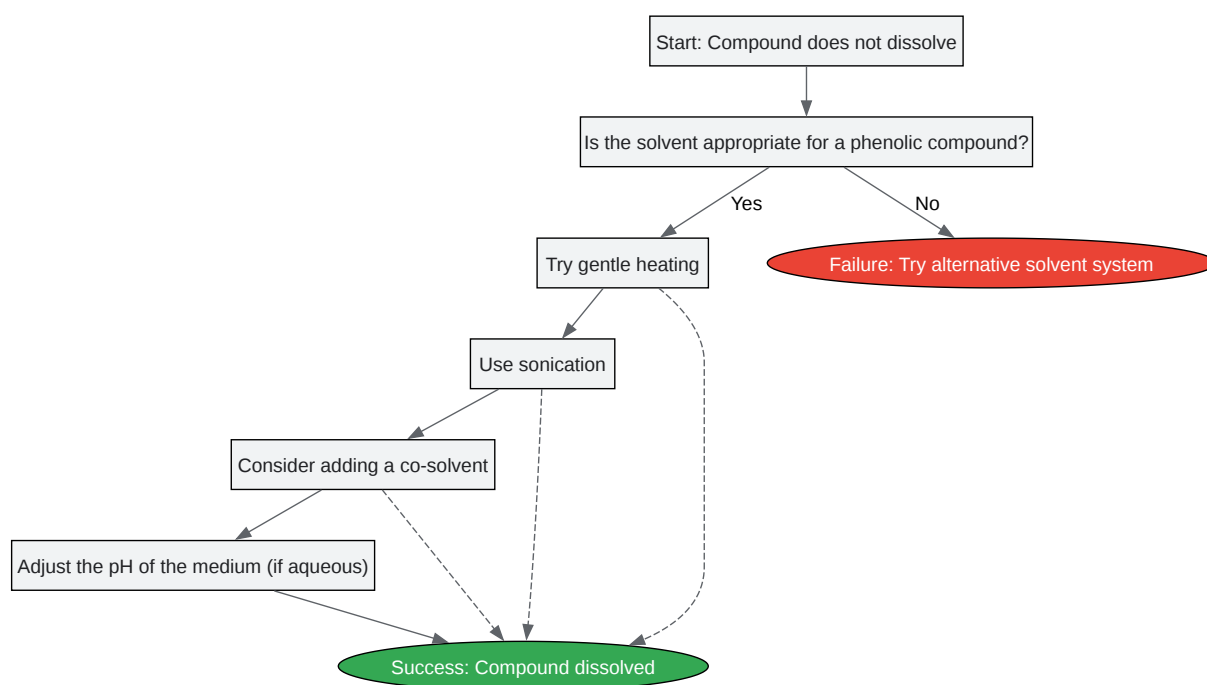 Start: Compound does not dissolve
Is the solvent appropriate for a phenolic compound?
Yes
No
Try gentle heating
Failure: Try alternative solvent system
Use sonication
Consider adding a co-solvent
Adjust the pH of the medium (if aqueous)
Success: Compound dissolved